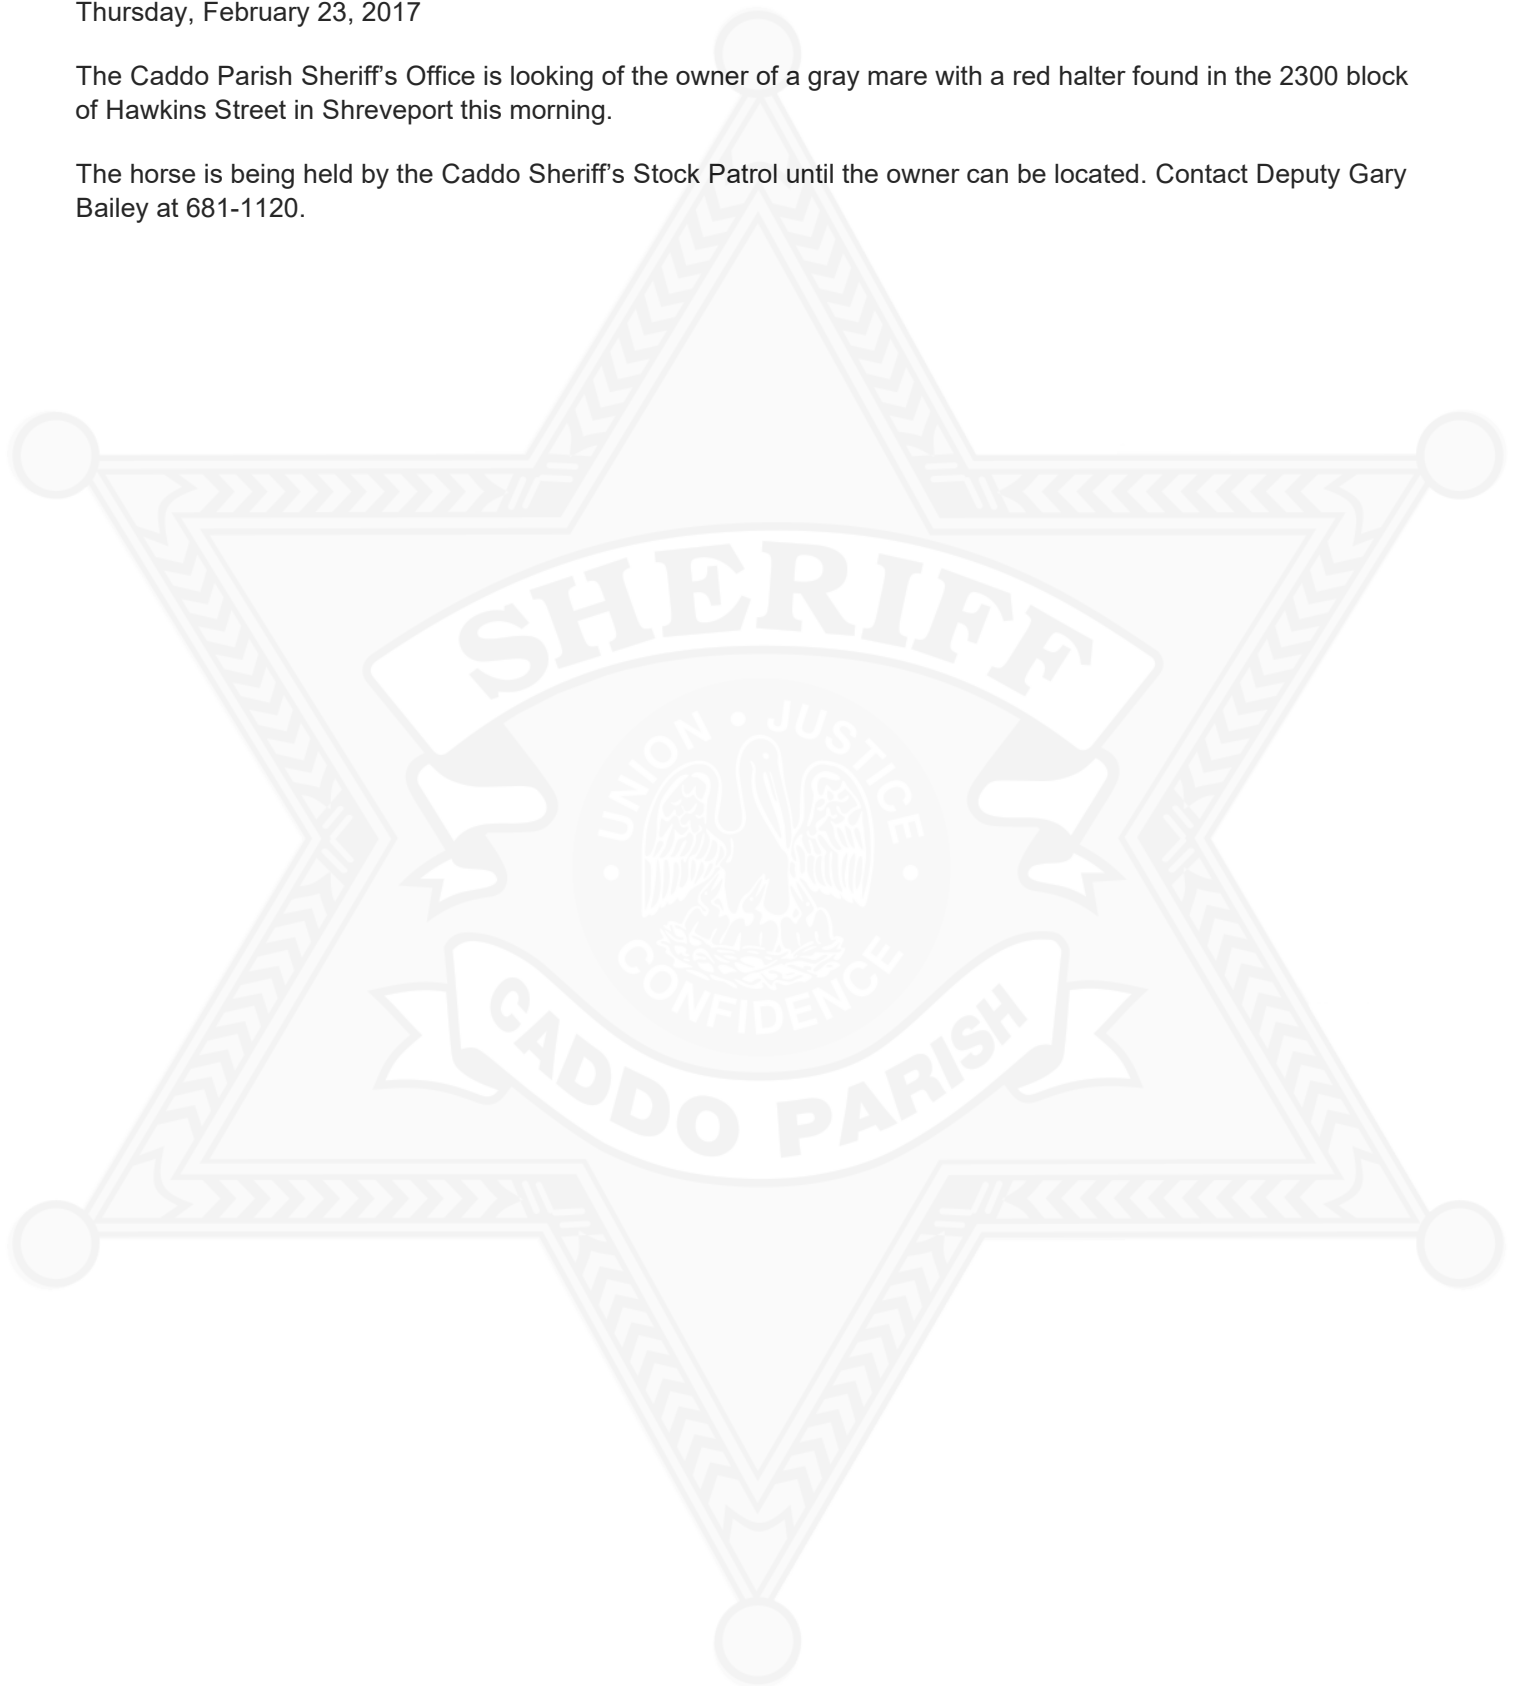 Thursday, February 23, 2017
The Caddo Parish Sheriff’s Office is looking of the owner of a gray mare with a red halter found in the 2300 block
of Hawkins Street in Shreveport this morning.
The horse is being held by the Caddo Sheriff’s Stock Patrol until the owner can be located. Contact Deputy Gary
Bailey at 681-1120.
SHERIFF
UNION • JUSTICE
• CONFIDENCE •
CADDO PARISH